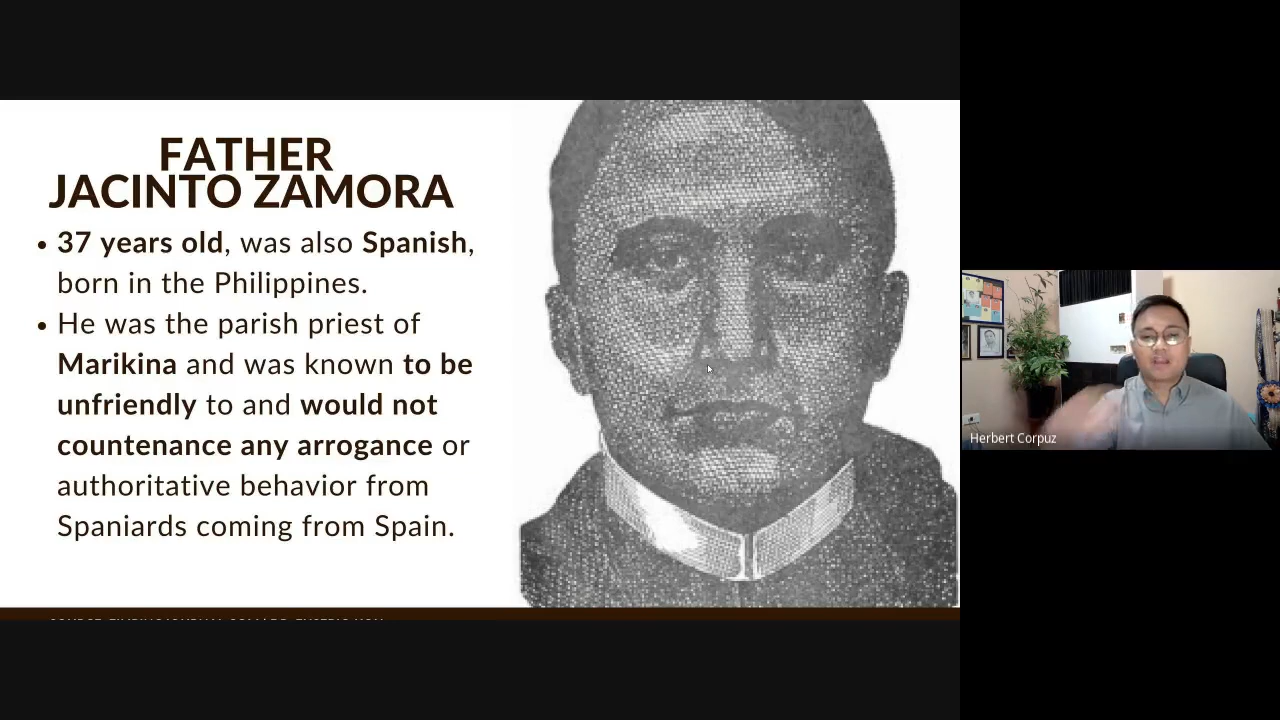 FATHER
JACINTO ZAMORA
• 37 years old, was also Spanish,
born in the Philippines.
• He was the parish priest of
Marikina and was known to be
unfriendly to and would not
countenance any arrogance or
authoritative behavior from
Spaniards coming from Spain.
Herbert Corpuz